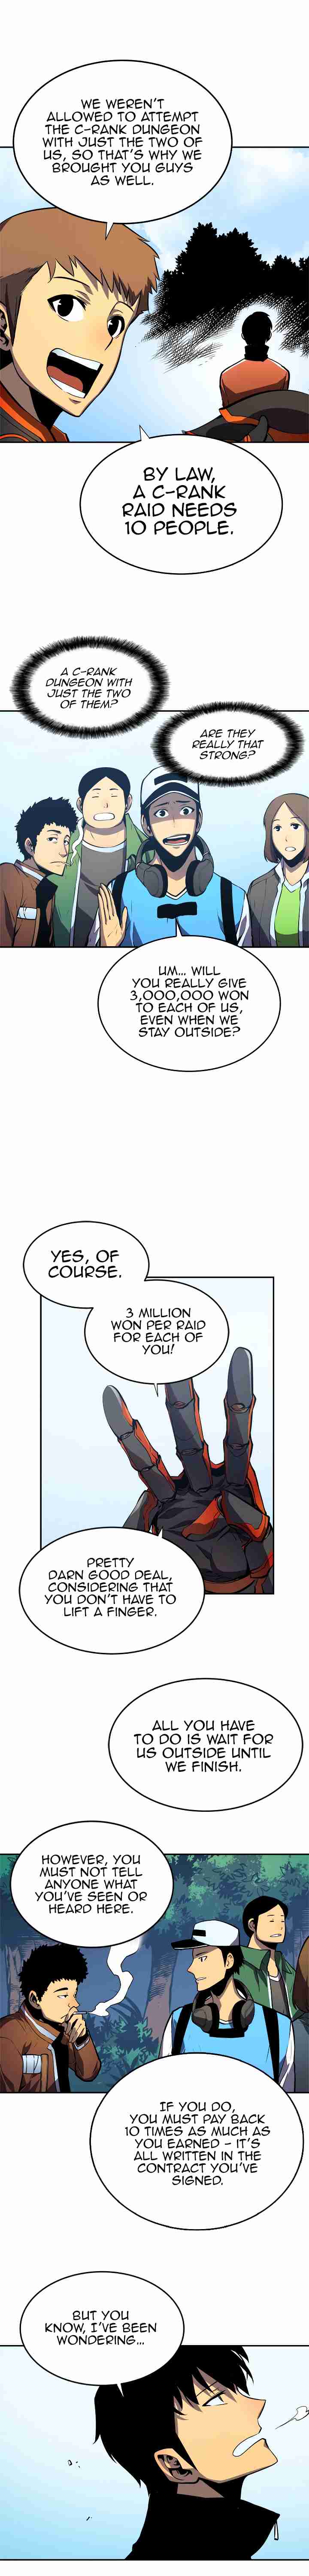 WE WEREN'T
ALLOWED TO ATTEMPT
THE C-RANK DUNGEON
WITH JUST THE TWO OF
US, SO THAT'S WHY WE
BROUGHT YOU GUYS
AS WELL.
BY LAW,
A C-RANK
RAID NEEDS
10 PEOPLE.
A C-RANK
DUNGEON WITH
JUST THE TWO
OF THEM?
ARE THEY
REALLY THAT
STRONG?
UM... WILL
YOU REALLY GIVE
3,000,000 WON
TO EACH OF US,
EVEN WHEN WE
STAY OUTSIDE?
YES, OF
COURSE.
3 MILLION
WON PER RAID
FOR EACH OF
YOU!
PRETTY
DARN GOOD DEAL,
CONSIDERING THAT
YOU DON'T HAVE TO
LIFT A FINGER.
ALL YOU HAVE
TO DO IS WAIT FOR
US OUTSIDE UNTIL
WE FINISH.
HOWEVER, YOU
MUST NOT TELL
ANYONE WHAT
YOU'VE SEEN OR
HEARD HERE.
IF YOU DO,
YOU MUST PAY BACK
10 TIMES AS MUCH AS
YOU EARNED - IT'S
ALL WRITTEN IN THE
CONTRACT YOU'VE
SIGNED.
BUT YOU
KNOW, I'VE BEEN
WONDERING...